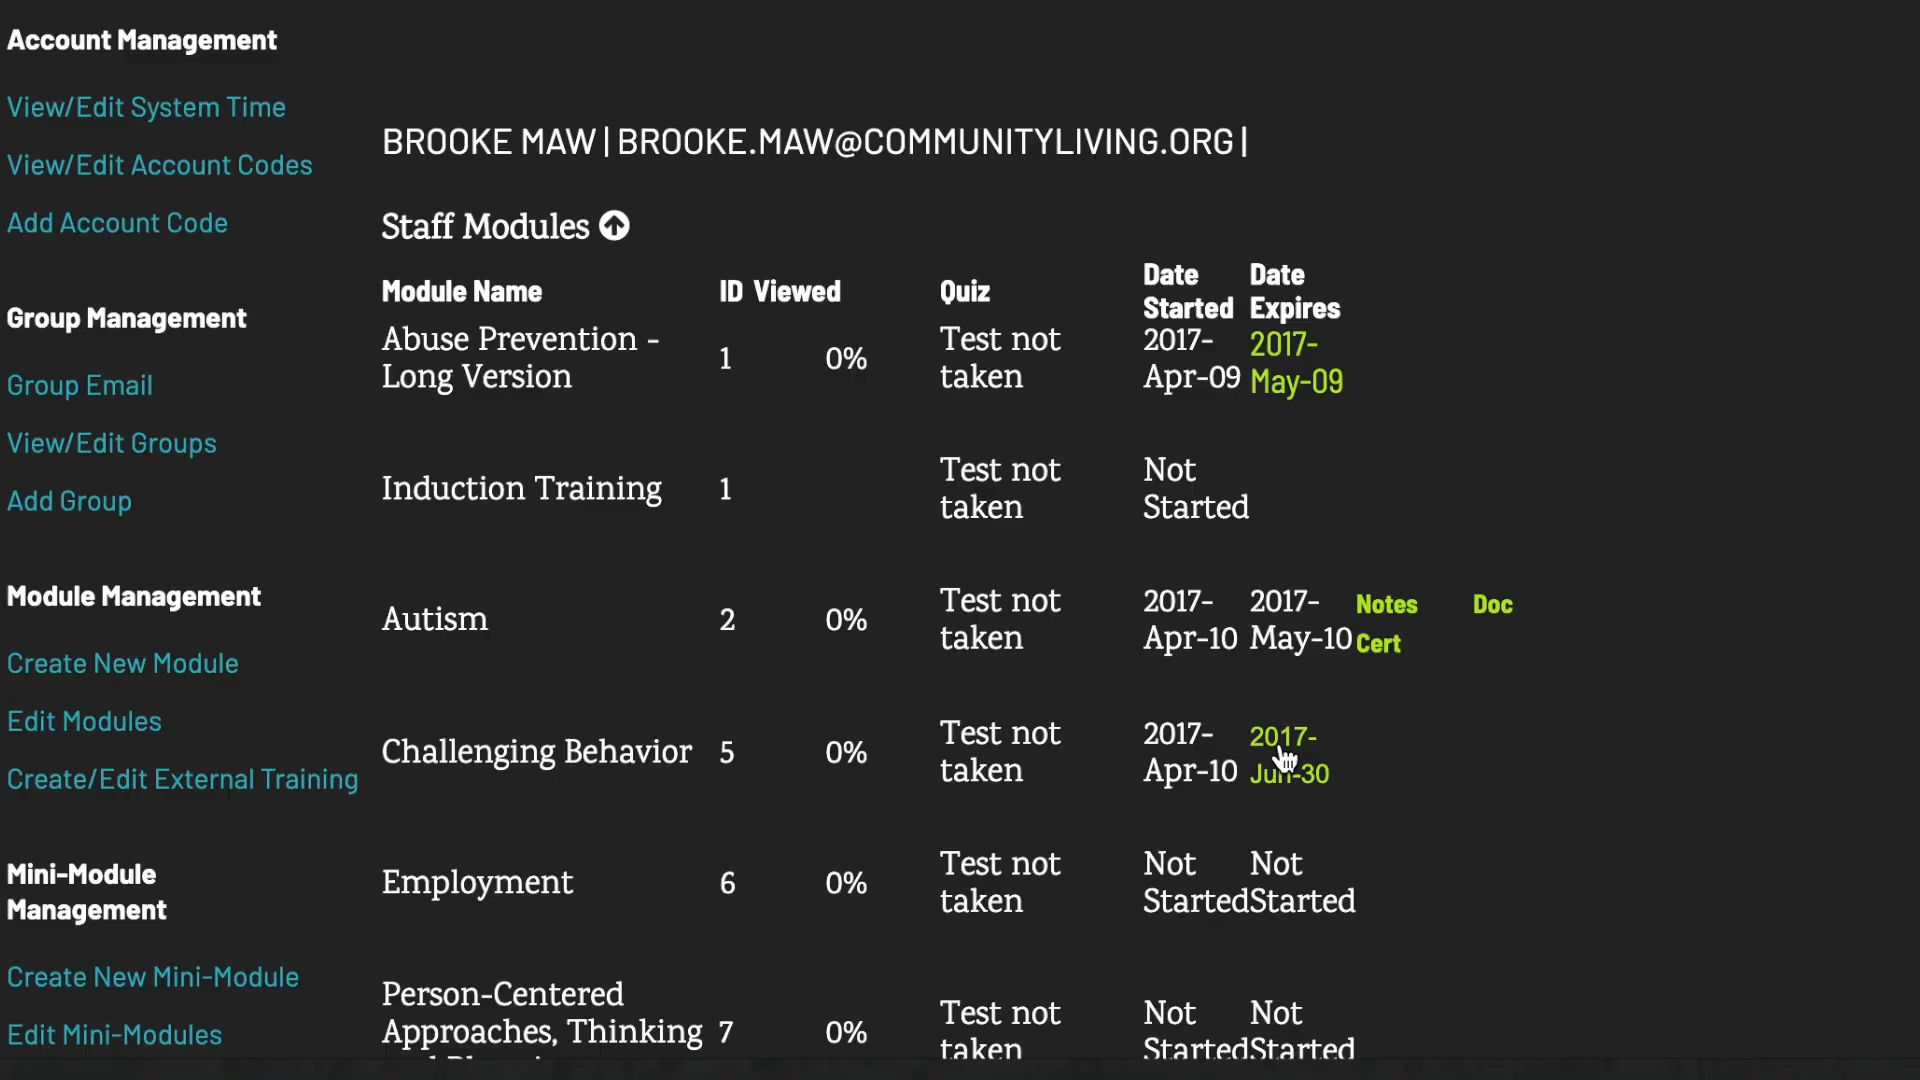 Account Management
View/Edit System Time
View/Edit Account Codes
Add Account Code
Group Management
Group Email
View/Edit Groups
Add Group
Module Management
Create New Module
Edit Modules
Create/Edit External Training
Mini-Module
Management
Create New Mini-Module
Edit Mini-Modules
BROOKE MAW | BROOKE.MAW@COMMUNITYLIVING.ORG |
Staff Modules
Module Name ID Viewed Quiz Date Started Date Expires
Abuse Prevention - Long Version 1 0% Test not taken 2017-Apr-09 2017-May-09
Induction Training 1 Test not taken Not Started
Autism 2 0% Test not taken 2017-Apr-10 2017-May-10 Notes Doc Cert
Challenging Behavior 5 0% Test not taken 2017-Apr-10 2017-Jun-30
Employment 6 0% Test not taken Not Started Not Started
Person-Centered Approaches, Thinking 7 0% Test not taken Not Started Not Started